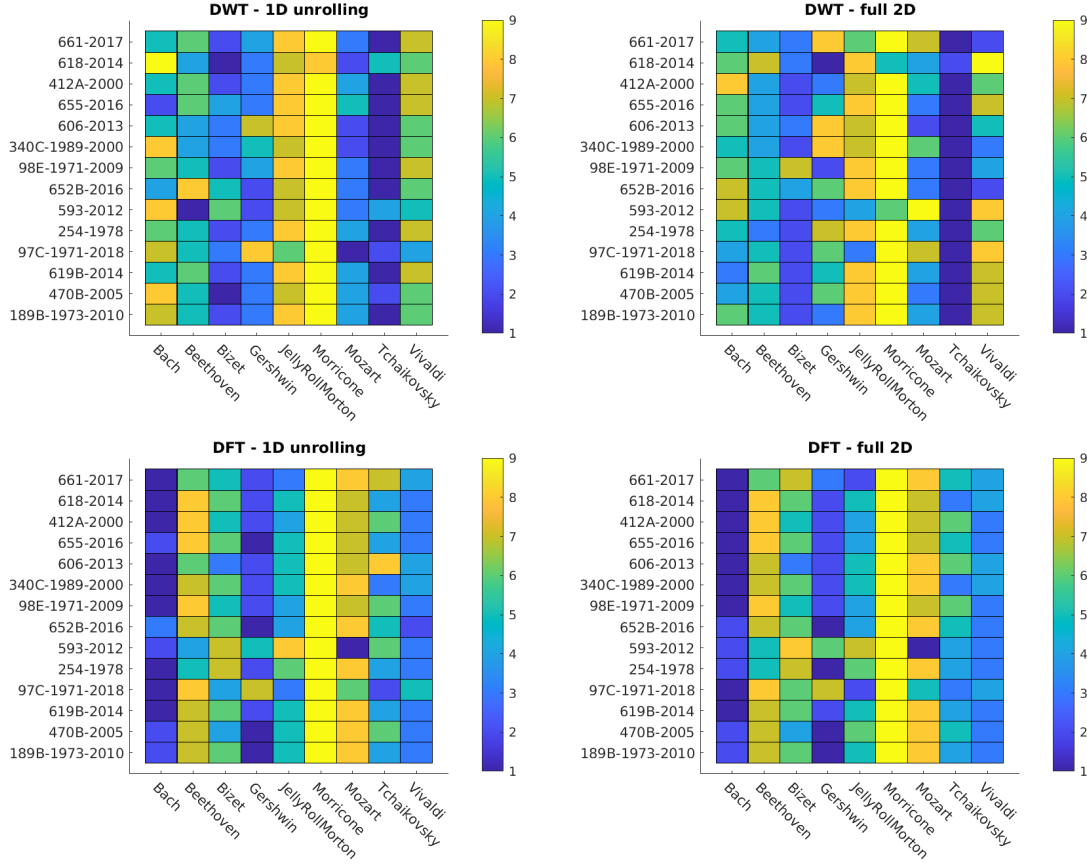 DWT - 1D unrolling
661-2017
618-2014
412A-2000
655-2016
606-2013
340C-1989-2000
98E-1971-2009
652B-2016
593-2012
254-1978
97C-1971-2018
619B-2014
470B-2005
189B-1973-2010
Bach
Beethoven
Bizet
Gershwin
JellyRollMorton
Morricone
Mozart
Tchaikovsky
Vivaldi
9
8
7
6
5
4
3
2
1
DWT - full 2D
661-2017
618-2014
412A-2000
655-2016
606-2013
340C-1989-2000
98E-1971-2009
652B-2016
593-2012
254-1978
97C-1971-2018
619B-2014
470B-2005
189B-1973-2010
Bach
Beethoven
Bizet
Gershwin
JellyRollMorton
Morricone
Mozart
Tchaikovsky
Vivaldi
9
8
7
6
5
4
3
2
1
DFT - 1D unrolling
661-2017
618-2014
412A-2000
655-2016
606-2013
340C-1989-2000
98E-1971-2009
652B-2016
593-2012
254-1978
97C-1971-2018
619B-2014
470B-2005
189B-1973-2010
Bach
Beethoven
Bizet
Gershwin
JellyRollMorton
Morricone
Mozart
Tchaikovsky
Vivaldi
9
8
7
6
5
4
3
2
1
DFT - full 2D
661-2017
618-2014
412A-2000
655-2016
606-2013
340C-1989-2000
98E-1971-2009
652B-2016
593-2012
254-1978
97C-1971-2018
619B-2014
470B-2005
189B-1973-2010
Bach
Beethoven
Bizet
Gershwin
JellyRollMorton
Morricone
Mozart
Tchaikovsky
Vivaldi
9
8
7
6
5
4
3
2
1